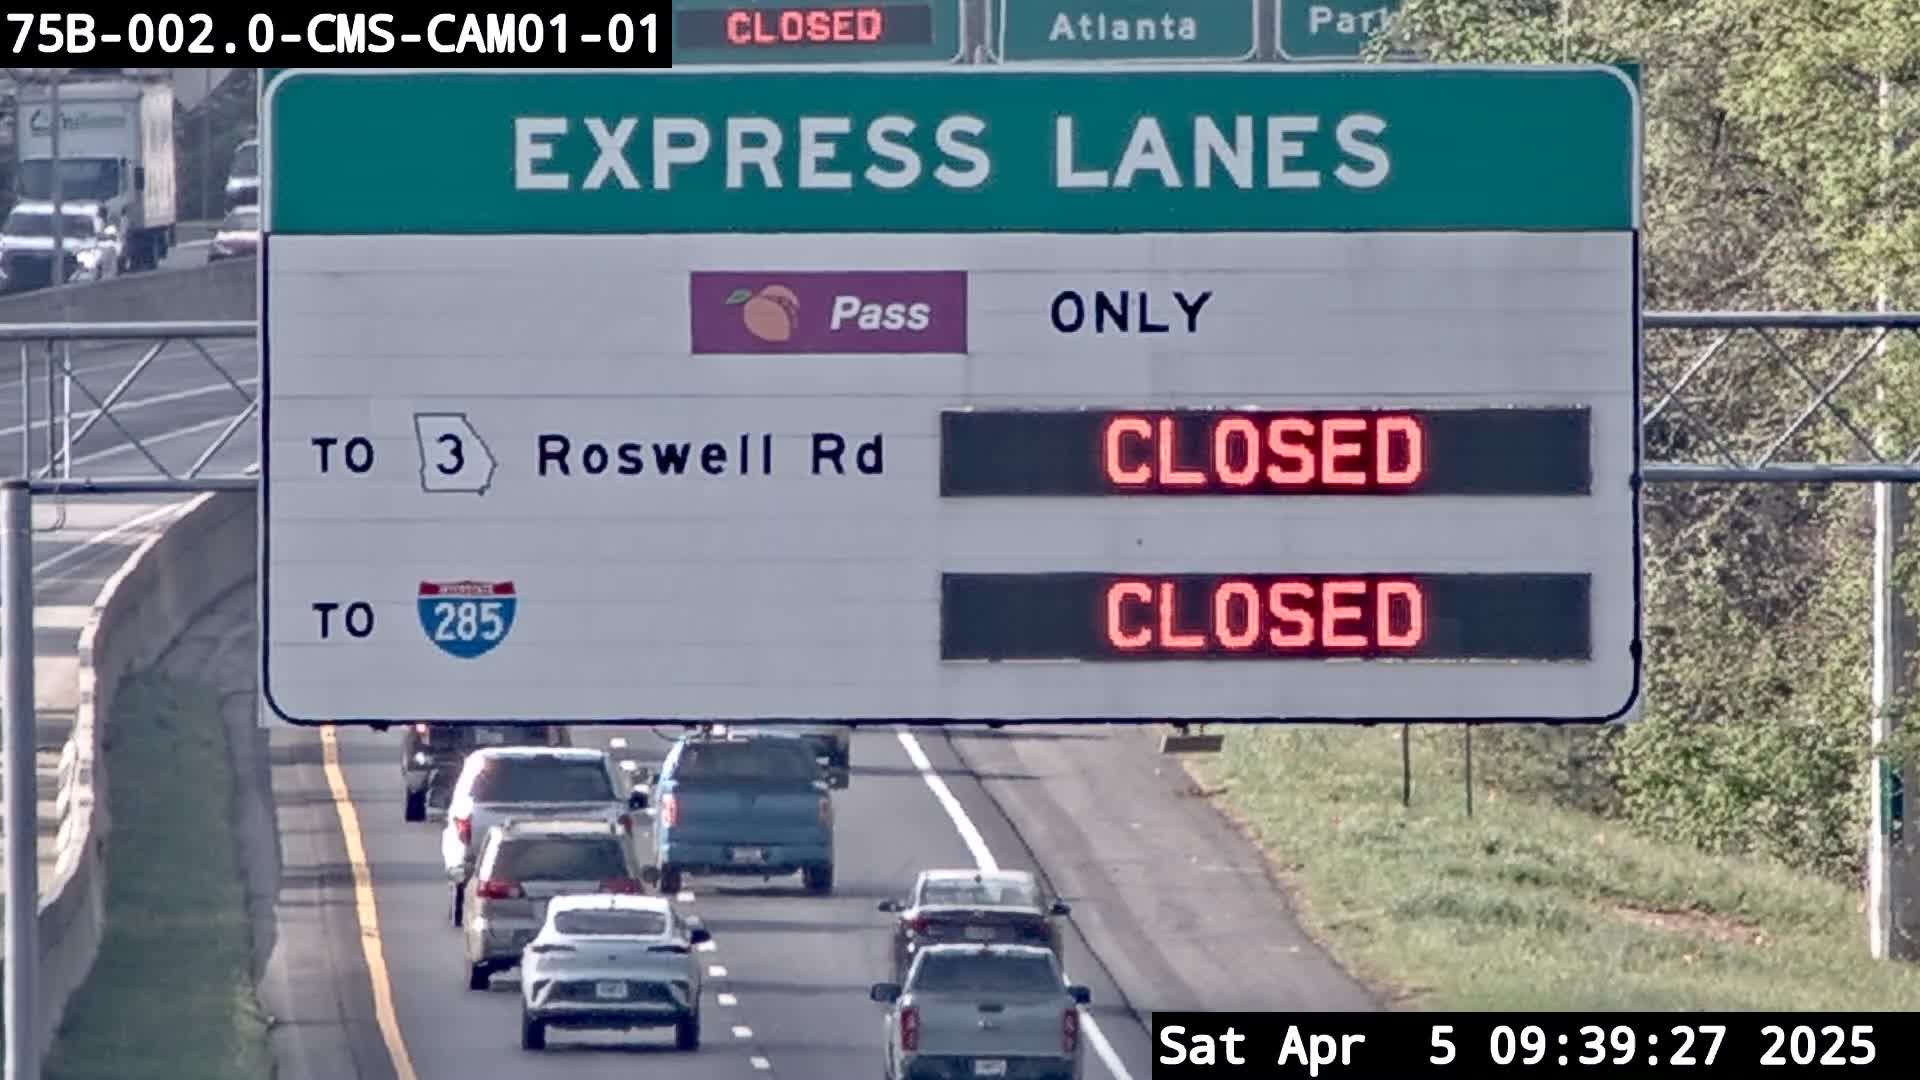 75B-002.0-CMS-CAM01-01
CLOSED
Atlanta
EXPRESS LANES
Pass ONLY
TO 3 Roswell Rd CLOSED
INTERSTATE
TO 285 CLOSED
Sat Apr 5 09:39:27 2025